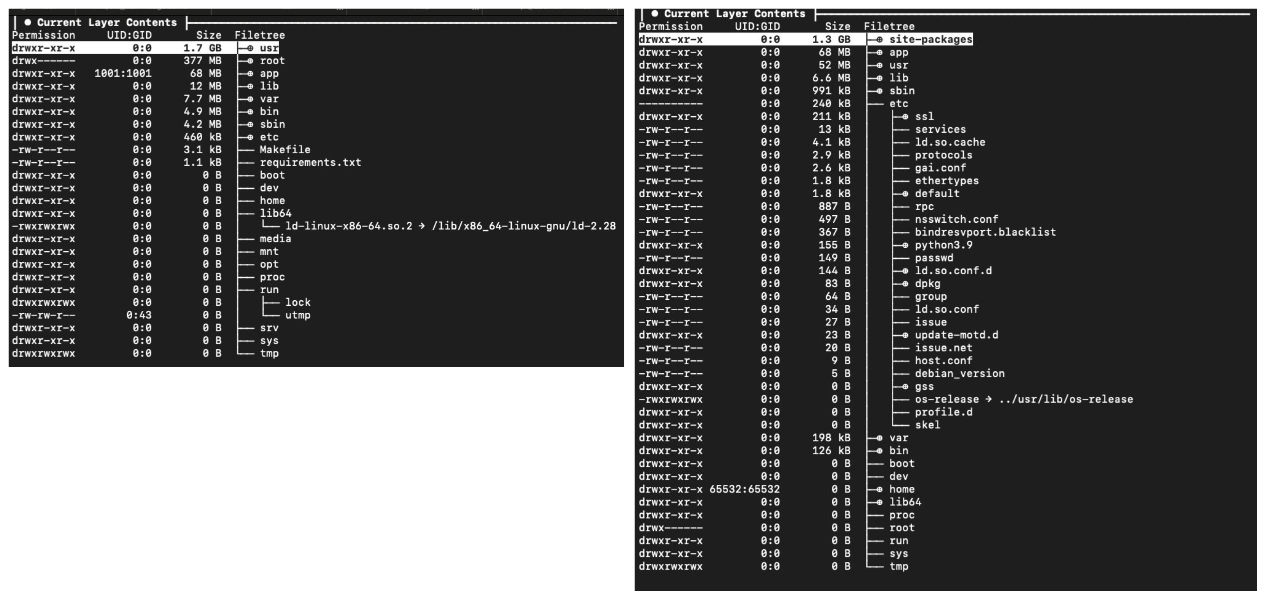 ● Current Layer Contents
Permission UID:GID Size Filetree
drwxr-xr-x 0:0 1.7 GB ├─⊕ usr
drwx------ 0:0 377 MB ├─⊕ root
drwxr-xr-x 1001:1001 68 MB ├─⊕ app
drwxr-xr-x 0:0 12 MB ├─⊕ lib
drwxr-xr-x 0:0 7.7 MB ├─⊕ var
drwxr-xr-x 0:0 4.9 MB ├─⊕ bin
drwxr-xr-x 0:0 4.2 MB ├─⊕ sbin
drwxr-xr-x 0:0 460 kB ├─⊕ etc
-rw-r--r-- 0:0 3.1 kB ├── Makefile
-rw-r--r-- 0:0 1.1 kB ├── requirements.txt
drwxr-xr-x 0:0 0 B ├── boot
drwxr-xr-x 0:0 0 B ├── dev
drwxr-xr-x 0:0 0 B ├── home
drwxr-xr-x 0:0 0 B ├── lib64
-rwxrwxrwx 0:0 0 B │ └── ld-linux-x86-64.so.2 → /lib/x86_64-linux-gnu/ld-2.28
drwxr-xr-x 0:0 0 B ├── media
drwxr-xr-x 0:0 0 B ├── mnt
drwxr-xr-x 0:0 0 B ├── opt
drwxr-xr-x 0:0 0 B ├── proc
drwxr-xr-x 0:0 0 B ├── run
drwxrwxrwx 0:0 0 B │ ├── lock
-rw-rw-r-- 0:43 0 B │ └── utmp
drwxr-xr-x 0:0 0 B ├── srv
drwxr-xr-x 0:0 0 B ├── sys
drwxrwxrwx 0:0 0 B └── tmp
● Current Layer Contents
Permission UID:GID Size Filetree
drwxr-xr-x 0:0 1.3 GB ├─⊕ site-packages
drwxr-xr-x 0:0 68 MB ├─⊕ app
drwxr-xr-x 0:0 52 MB ├─⊕ usr
drwxr-xr-x 0:0 6.6 MB ├─⊕ lib
drwxr-xr-x 0:0 991 kB ├─⊕ sbin
---------- 0:0 240 kB ├── etc
drwxr-xr-x 0:0 211 kB │ ├─⊕ ssl
-rw-r--r-- 0:0 13 kB │ ├── services
-rw-r--r-- 0:0 4.1 kB │ ├── ld.so.cache
-rw-r--r-- 0:0 2.9 kB │ ├── protocols
-rw-r--r-- 0:0 2.6 kB │ ├── gai.conf
-rw-r--r-- 0:0 1.8 kB │ ├── ethertypes
drwxr-xr-x 0:0 1.8 kB │ ├─⊕ default
-rw-r--r-- 0:0 887 B │ ├── rpc
-rw-r--r-- 0:0 497 B │ ├── nsswitch.conf
-rw-r--r-- 0:0 367 B │ ├── bindresvport.blacklist
drwxr-xr-x 0:0 155 B │ ├─⊕ python3.9
-rw-r--r-- 0:0 149 B │ ├── passwd
drwxr-xr-x 0:0 144 B │ ├─⊕ ld.so.conf.d
drwxr-xr-x 0:0 83 B │ ├─⊕ dpkg
-rw-r--r-- 0:0 64 B │ ├── group
-rw-r--r-- 0:0 34 B │ ├── ld.so.conf
-rw-r--r-- 0:0 27 B │ ├── issue
drwxr-xr-x 0:0 23 B │ ├─⊕ update-motd.d
-rw-r--r-- 0:0 20 B │ ├── issue.net
-rw-r--r-- 0:0 9 B │ ├── host.conf
-rw-r--r-- 0:0 5 B │ ├── debian_version
drwxr-xr-x 0:0 0 B │ ├─⊕ gss
-rwxrwxrwx 0:0 0 B │ ├── os-release → ../usr/lib/os-release
drwxr-xr-x 0:0 0 B │ ├── profile.d
drwxr-xr-x 0:0 0 B │ └── skel
drwxr-xr-x 0:0 198 kB ├─⊕ var
drwxr-xr-x 0:0 126 kB ├─⊕ bin
drwxr-xr-x 0:0 0 B ├── boot
drwxr-xr-x 0:0 0 B ├── dev
drwxr-xr-x 65532:65532 0 B ├─⊕ home
drwxr-xr-x 0:0 0 B ├─⊕ lib64
drwxr-xr-x 0:0 0 B ├── proc
drwx------ 0:0 0 B ├── root
drwxr-xr-x 0:0 0 B ├── run
drwxr-xr-x 0:0 0 B ├── sys
drwxrwxrwx 0:0 0 B └── tmp